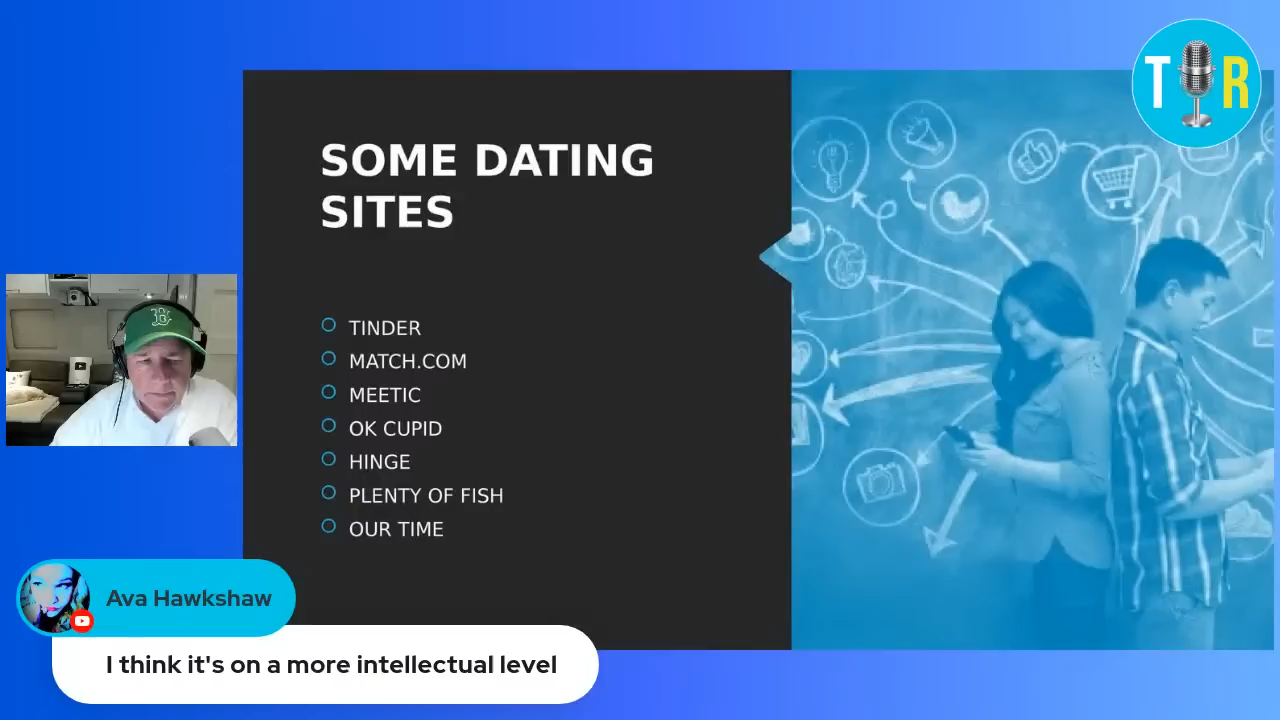 T R
SOME DATING
SITES
TINDER
MATCH.COM
MEETIC
OK CUPID
HINGE
PLENTY OF FISH
OUR TIME
B
Ava Hawkshaw
I think it's on a more intellectual level